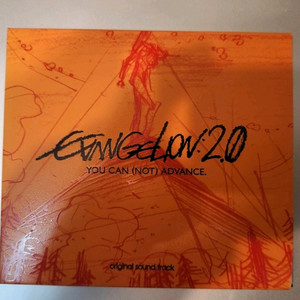 EVANGELION:2.0
YOU CAN (NOT) ADVANCE.
original sound track